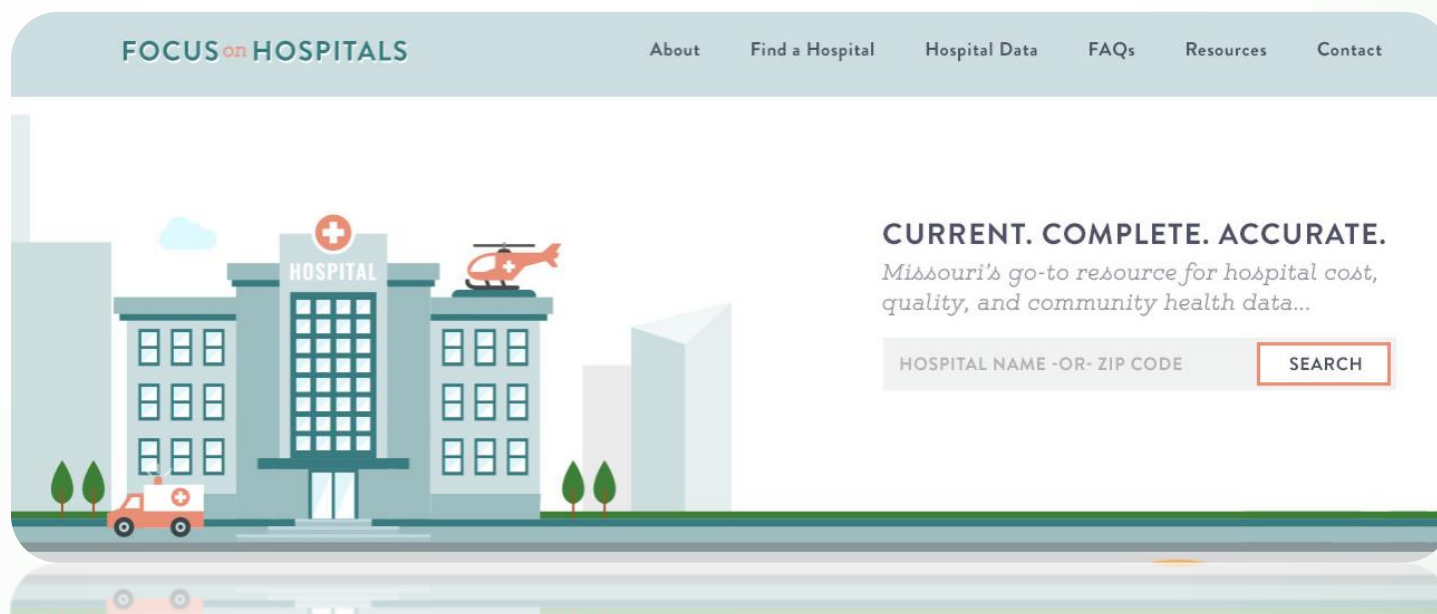 FOCUS on HOSPITALS
About Find a Hospital Hospital Data FAQs Resources Contact
HOSPITAL
CURRENT. COMPLETE. ACCURATE.
Missouri's go-to resource for hospital cost,
quality, and community health data...
HOSPITAL NAME -OR- ZIP CODE SEARCH